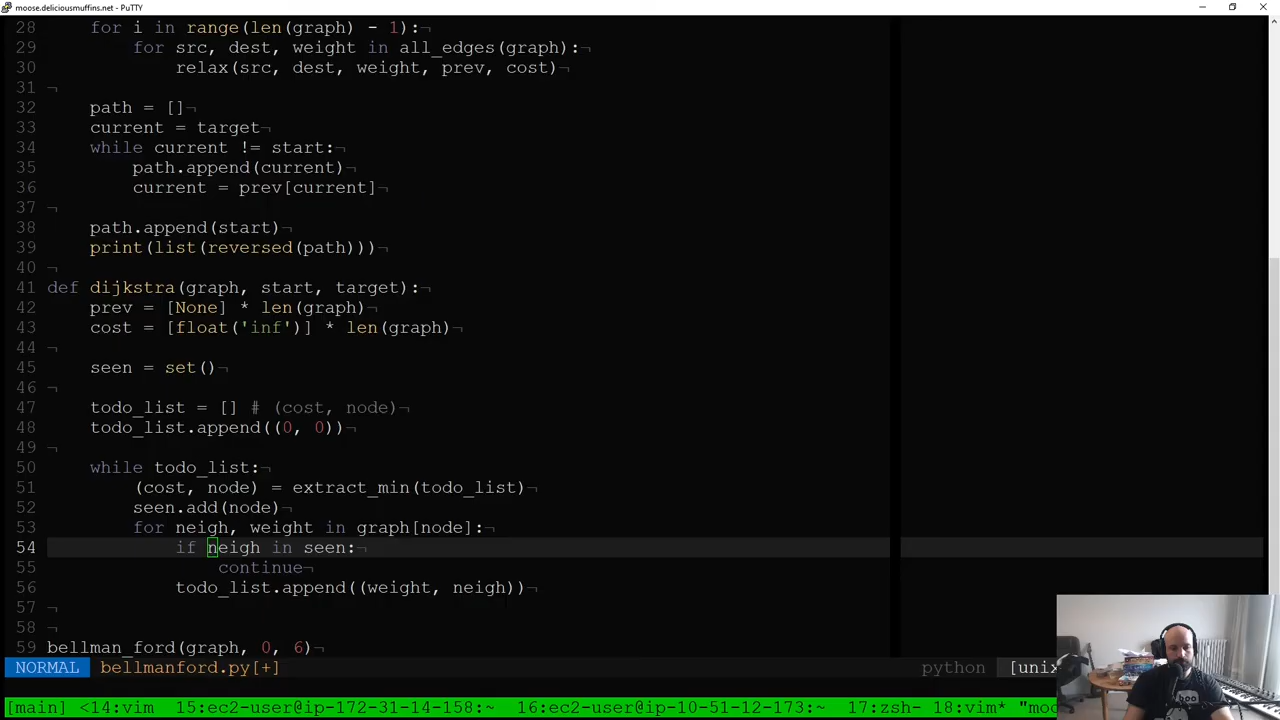 moose.deliciousmuffins.net - PuTTY
28 for i in range(len(graph) - 1):¬
29 for src, dest, weight in all_edges(graph):¬
30 relax(src, dest, weight, prev, cost)¬
31 ¬
32 path = []¬
33 current = target¬
34 while current != start:¬
35 path.append(current)¬
36 current = prev[current]¬
37 ¬
38 path.append(start)¬
39 print(list(reversed(path)))¬
40 ¬
41 def dijkstra(graph, start, target):¬
42 prev = [None] * len(graph)¬
43 cost = [float('inf')] * len(graph)¬
44 ¬
45 seen = set()¬
46 ¬
47 todo_list = [] # (cost, node)¬
48 todo_list.append((0, 0))¬
49 ¬
50 while todo_list:¬
51 (cost, node) = extract_min(todo_list)¬
52 seen.add(node)¬
53 for neigh, weight in graph[node]:¬
54 if neigh in seen:¬
55 continue¬
56 todo_list.append((weight, neigh))¬
57 ¬
58 ¬
59 bellman_ford(graph, 0, 6)¬
NORMAL bellmanford.py[+] python [unix
[main] <14:vim 15:ec2-user@ip-172-31-14-158:~ 16:ec2-user@ip-10-51-12-173:~ 17:zsh- 18:vim* "moo